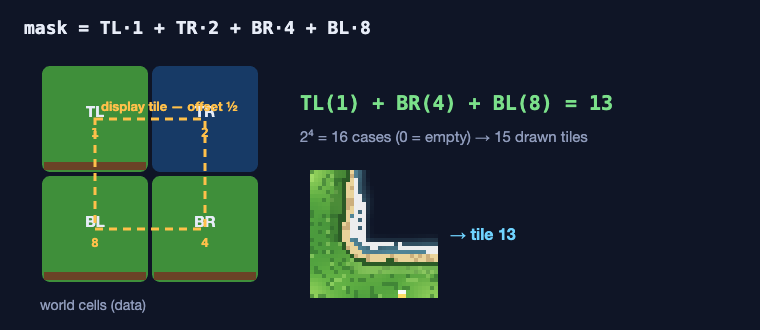 mask = TL·1 + TR·2 + BR·4 + BL·8
display tile — offset ½
TL
TR
1
2
BL
BR
8
4
world cells (data)
TL(1) + BR(4) + BL(8) = 13
2⁴ = 16 cases (0 = empty) → 15 drawn tiles
→ tile 13